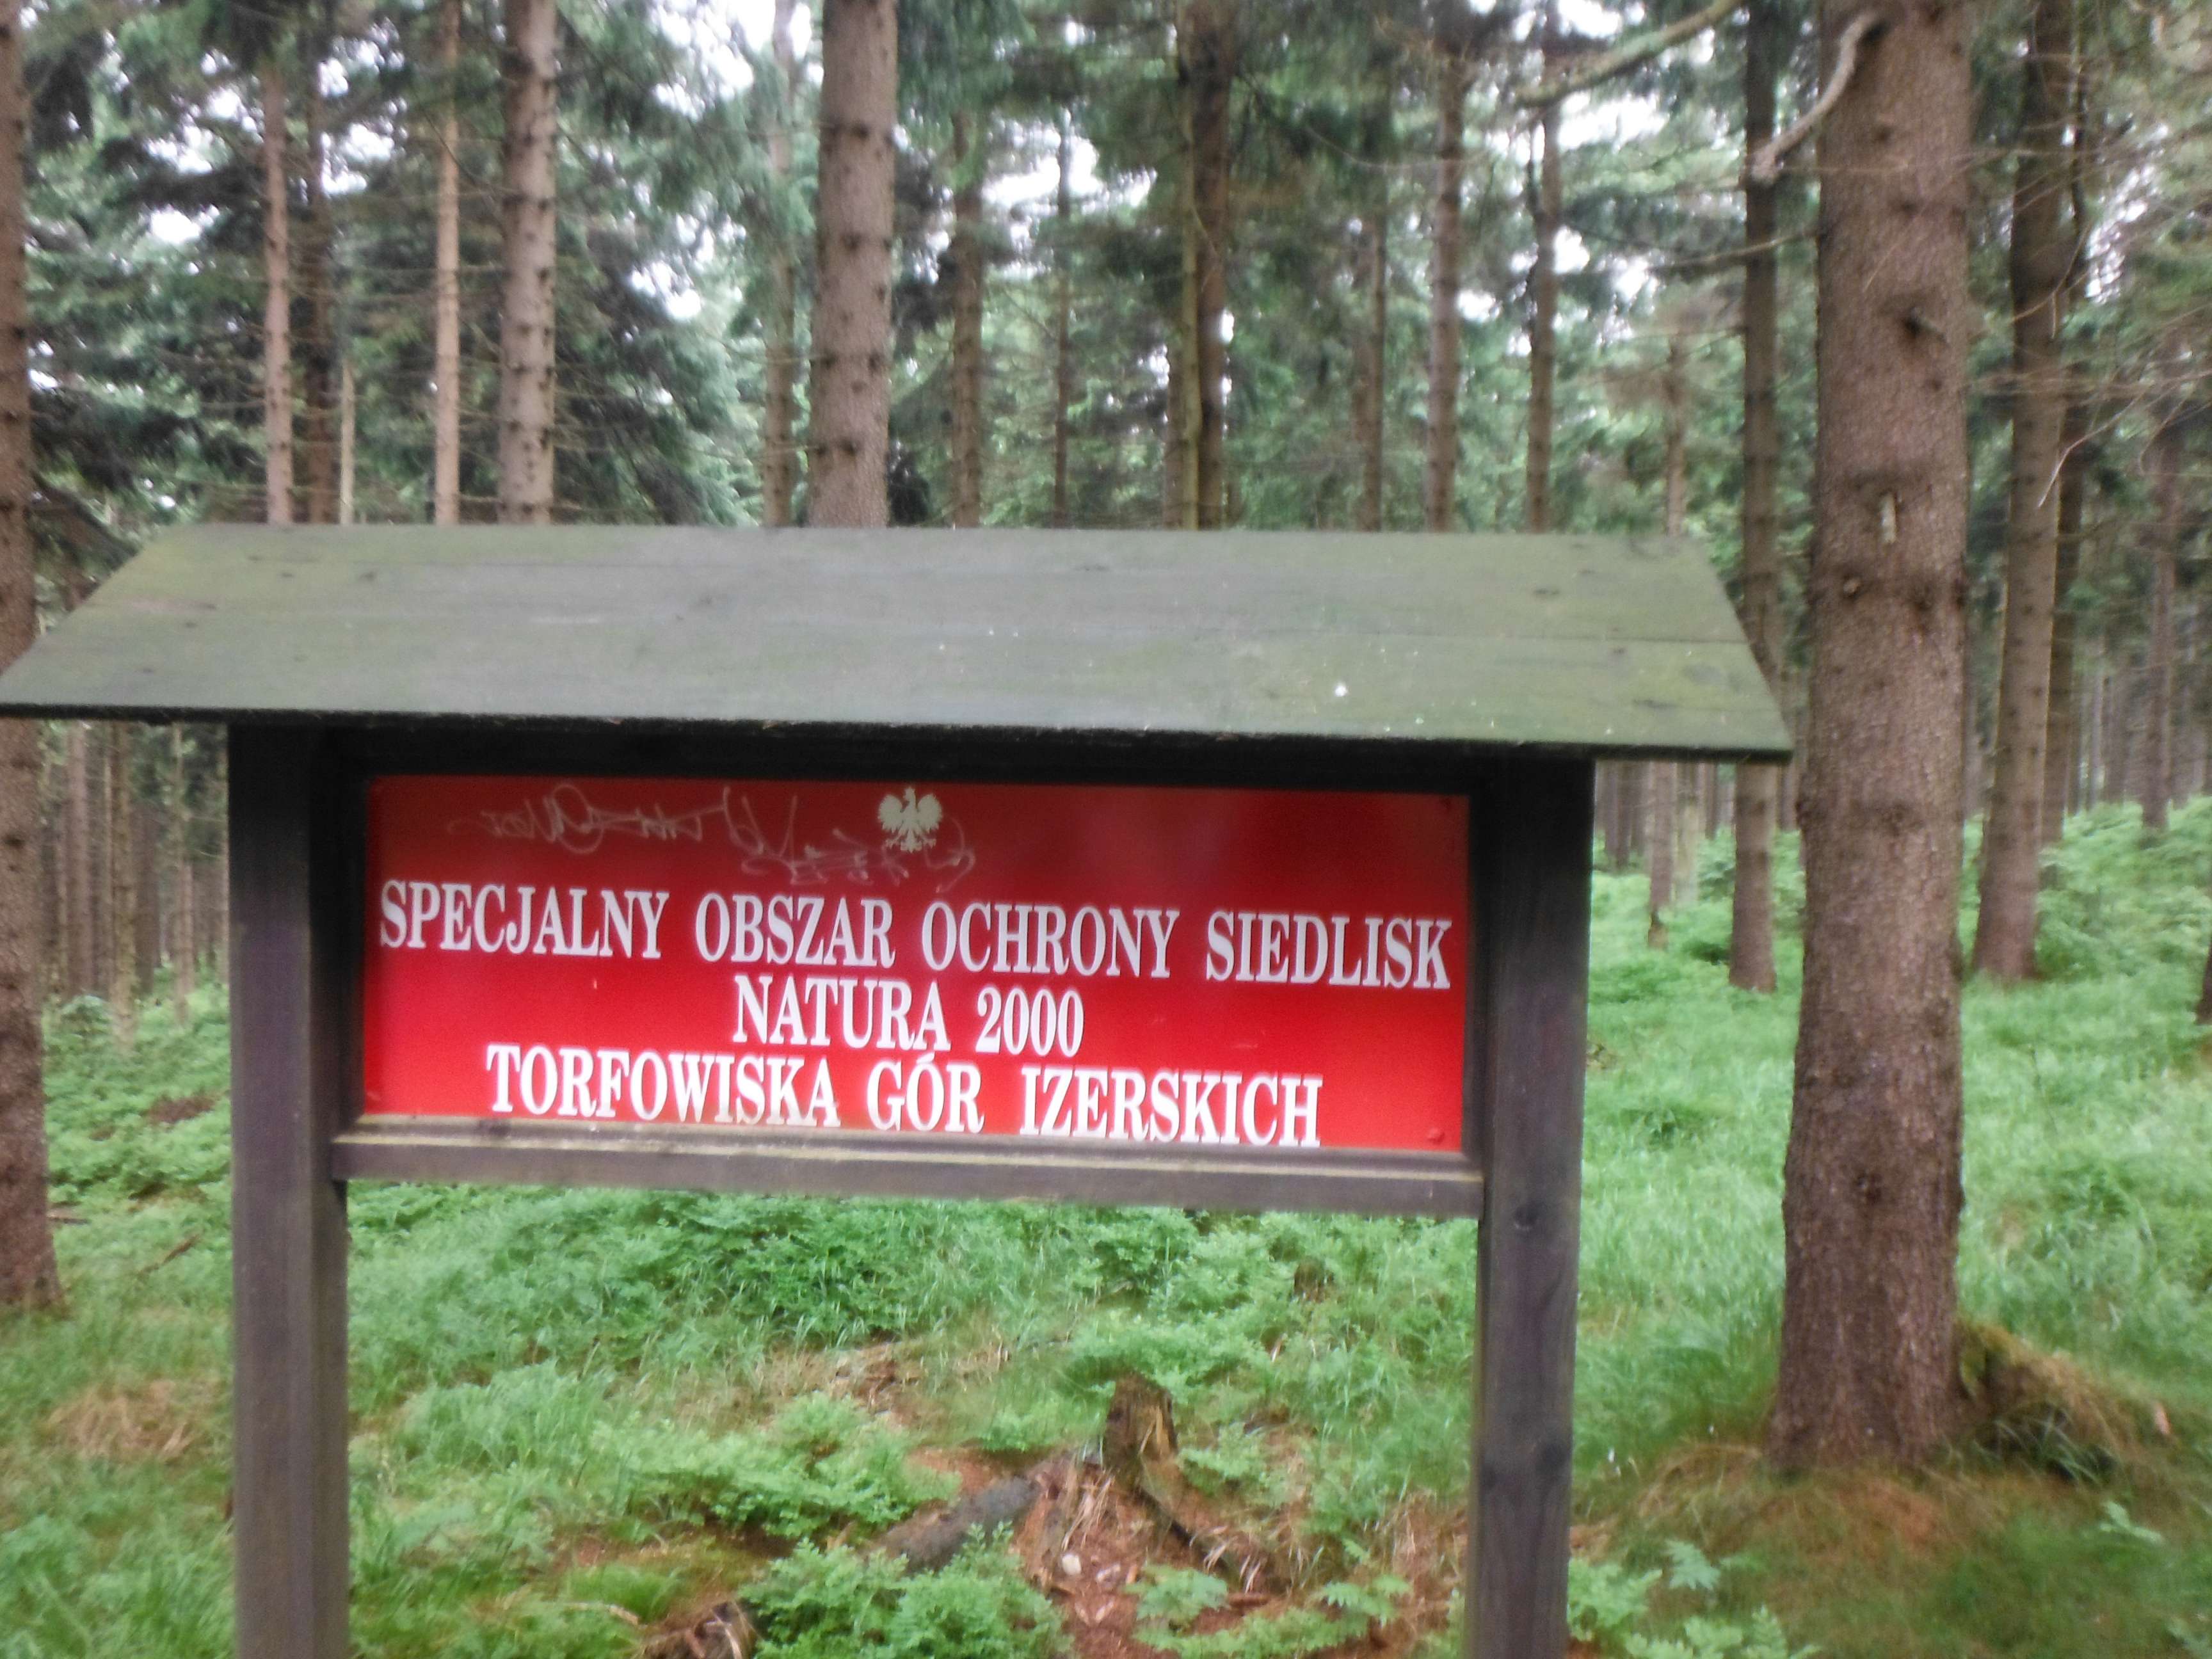 SPECJALNY OBSZAR OCHRONY SIEDLISK
NATURA 2000
TORFOWISKA GÓR IZERSKICH